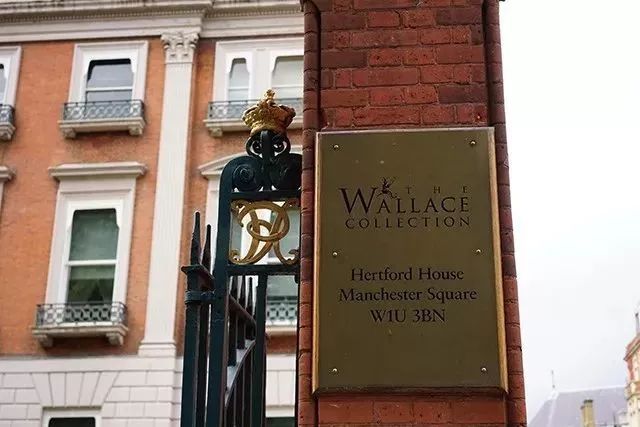 THE
WALLACE
COLLECTION
Hertford House
Manchester Square
W1U 3BN